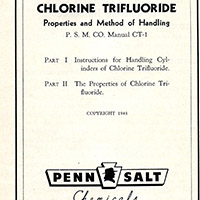 CHLORINE TRIFLUORIDE
Properties and Method of Handling
P. S. M. CO. Manual CT-1
PART I Instructions for Handling Cyl-
inders of Chlorine Trifluoride.
PART II The Properties of Chlorine Tri-
fluoride.
COPYRIGHT
PENN SALT
Chemicals